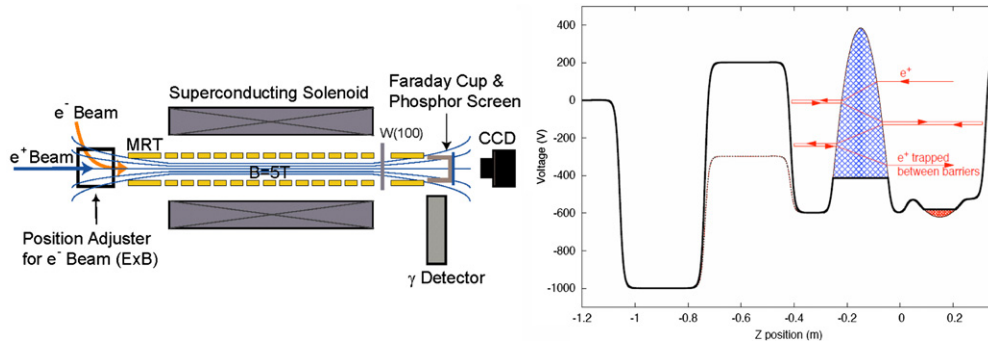 Superconducting Solenoid
Faraday Cup &
Phosphor Screen
e⁻ Beam
MRT
W(100)
CCD
e⁺ Beam
B=5T
Position Adjuster
for e⁻ Beam (ExB)
γ Detector
Voltage (V)
400
200
0
-200
-400
-600
-800
-1000
e⁺
e⁺ trapped
between barriers
-1.2
-1
-0.8
-0.6
-0.4
-0.2
0
0.2
Z position (m)